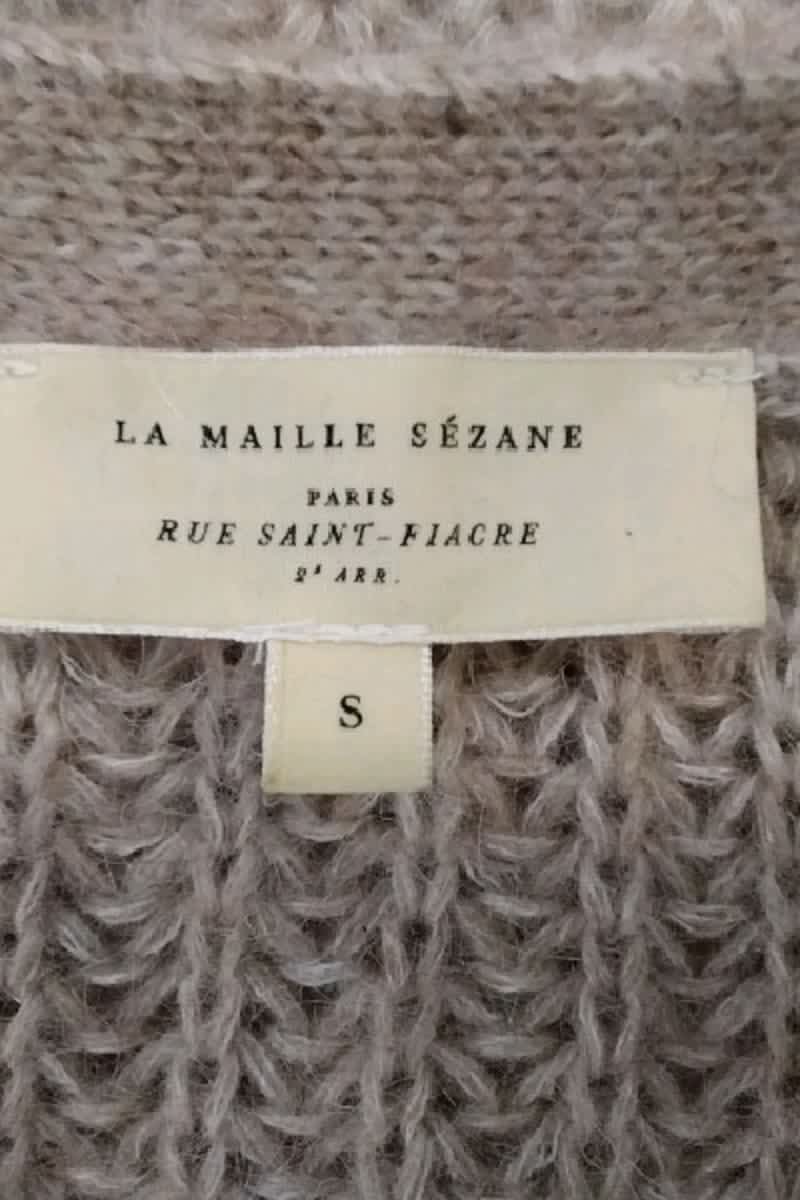 LA MAILLE SÉZANE
PARIS
RUE SAINT-FIACRE
2E ARR.
S